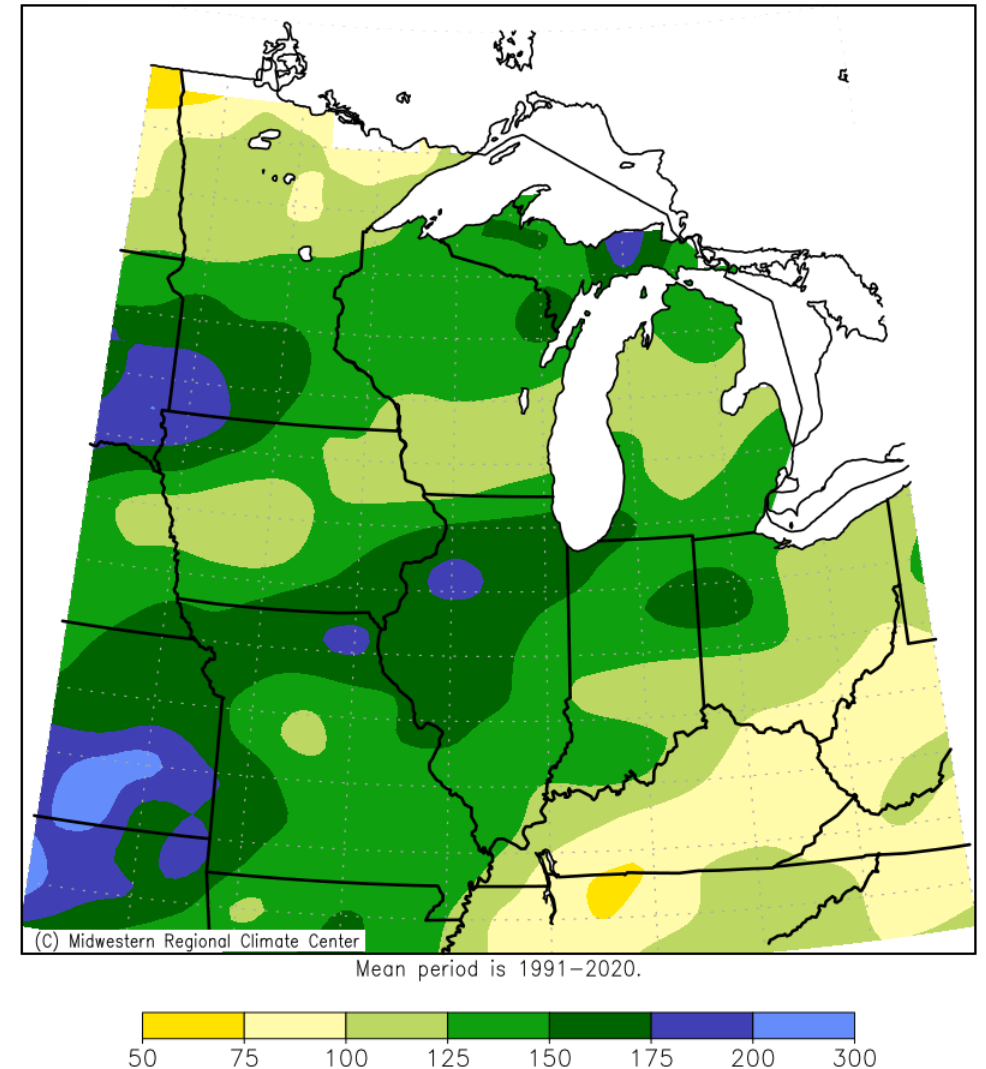 (C) Midwestern Regional Climate Center
Mean period is 1991−2020.
50 75 100 125 150 175 200 300